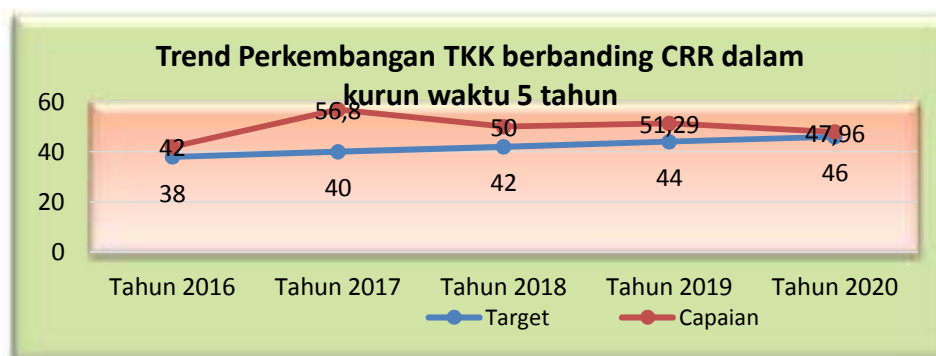 Trend Perkembangan TKK berbanding CRR dalam
kurun waktu 5 tahun
60
40
20
0
42
56,8
50
51,29
47,96
38
40
42
44
46
Tahun 2016
Tahun 2017
Tahun 2018
Tahun 2019
Tahun 2020
Target
Capaian